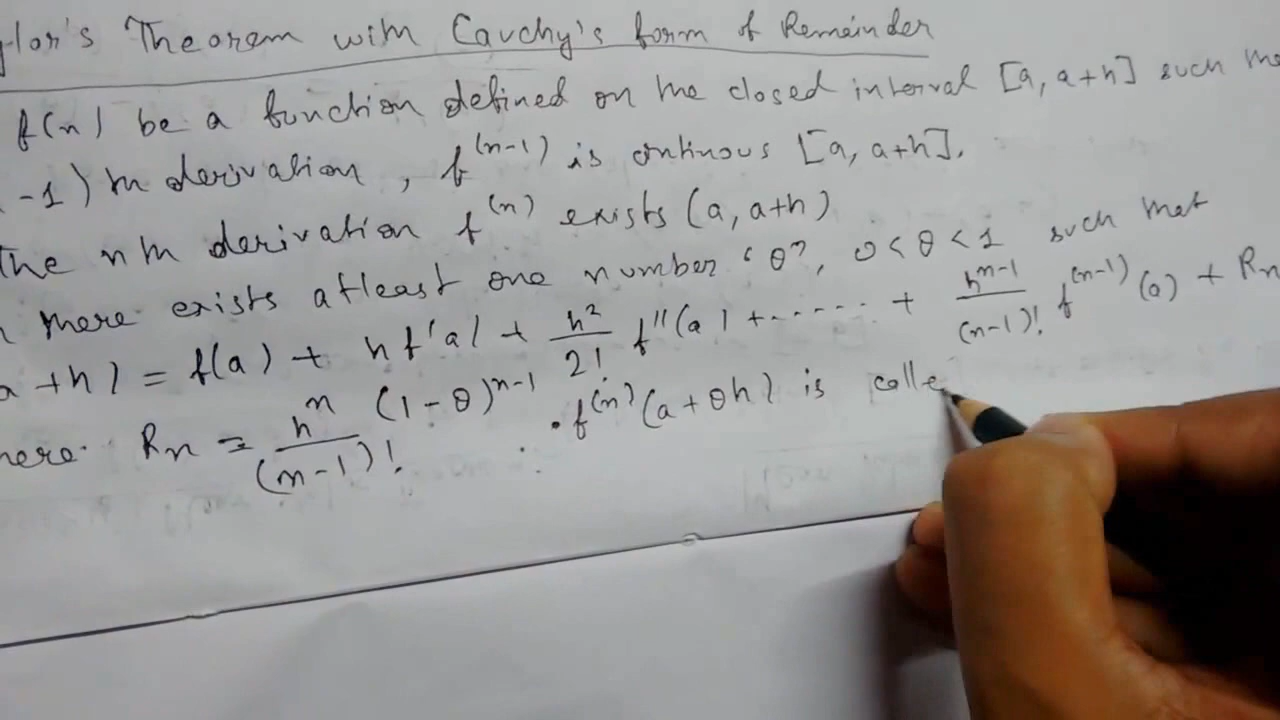 ylor's Theorem with Cauchy's form of Remainder
f(n) be a function defined on the closed interval [a, a+h] such the
-1)th derivation, f^(n-1) is continuous [a, a+h].
The nth derivation f^(n) exists (a, a+h)
n there exists atleast one number 'θ', 0 < θ < 1 such that
a+h) = f(a) + hf'a) + h²/2! f''(a) +...... + h^(n-1)/(n-1)! f^(n-1)(a) + Rn
here. Rn = h^n/(n-1)! (1-θ)^(n-1) . f^(n)(a+θh) is calle